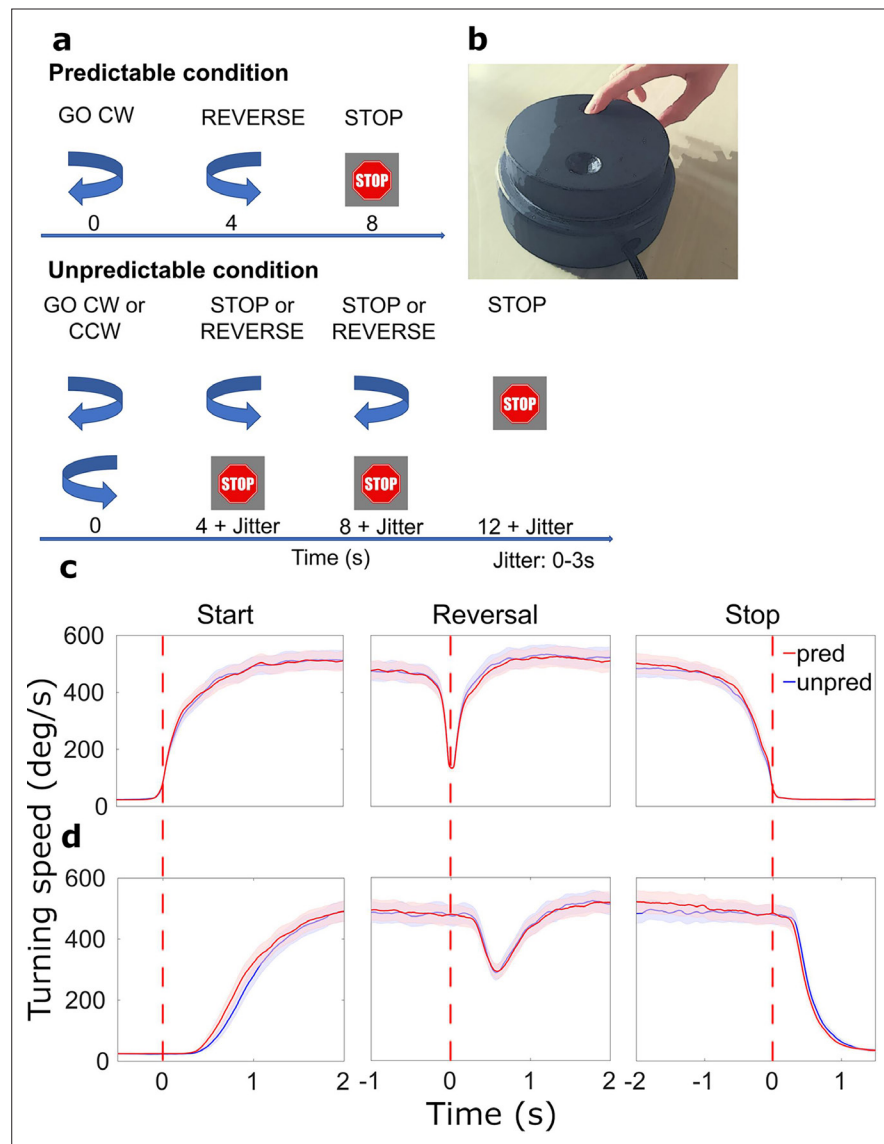 a
Predictable condition
GO CW REVERSE STOP
STOP
0 4 8
Unpredictable condition
GO CW or STOP or STOP or STOP
CCW REVERSE REVERSE
STOP
STOP STOP
0 4 + Jitter 8 + Jitter 12 + Jitter
Time (s) Jitter: 0-3s
b
c
Start Reversal Stop
600
400
200
0
pred
unpred
d
Turning speed (deg/s)
600
400
200
0
0 1 2 -1 0 1 2 -2 -1 0 1
Time (s)